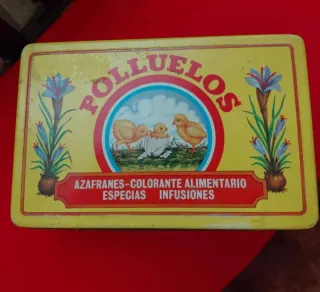 POLLUELOS
AZAFRANES-COLORANTE ALIMENTARIO
ESPECIAS INFUSIONES